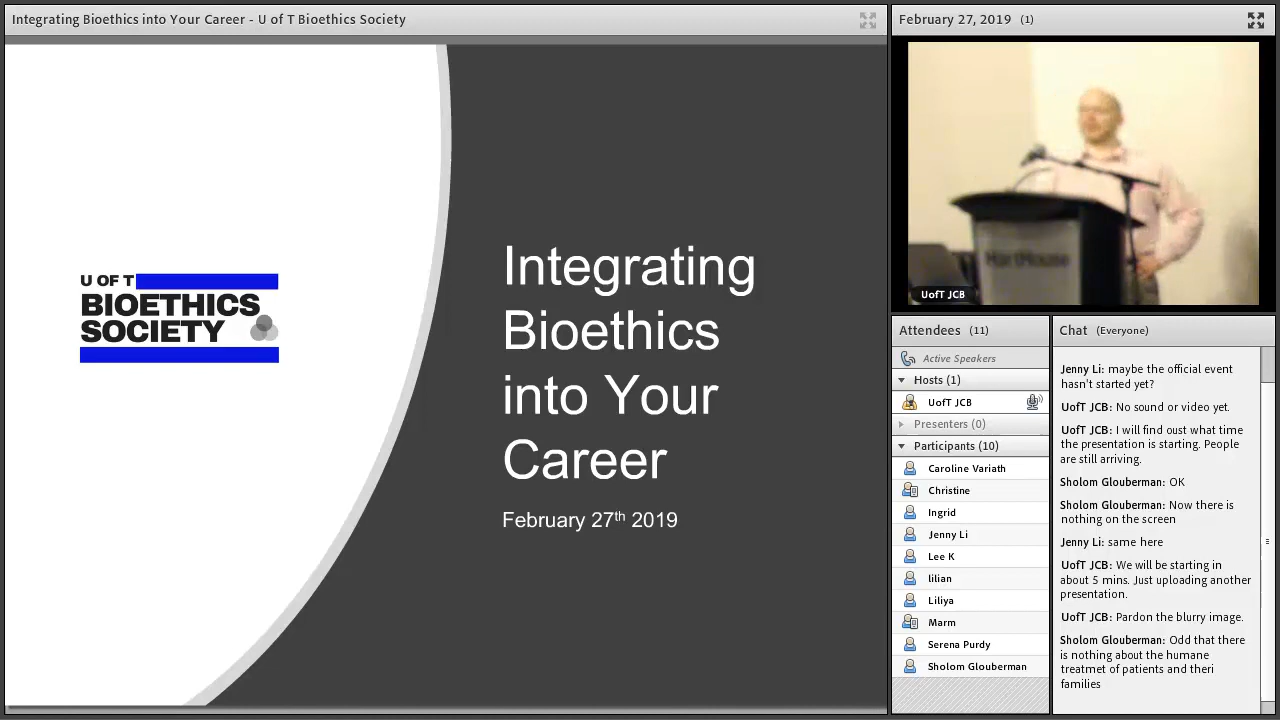 Integrating Bioethics into Your Career - U of T Bioethics Society
U OF T
BIOETHICS
SOCIETY
Integrating
Bioethics
into Your
Career
February 27th 2019
February 27, 2019 (1)
HartHouse
UofT JCB
Attendees (11)
Active Speakers
Hosts (1)
UofT JCB
Presenters (0)
Participants (10)
Caroline Variath
Christine
Ingrid
Jenny Li
Lee K
lilian
Liliya
Marm
Serena Purdy
Sholom Glouberman
Chat (Everyone)
Jenny Li: maybe the official event
hasn't started yet?
UofT JCB: No sound or video yet.
UofT JCB: I will find oust what time
the presentation is starting. People
are still arriving.
Sholom Glouberman: OK
Sholom Glouberman: Now there is
nothing on the screen
Jenny Li: same here
UofT JCB: We will be starting in
about 5 mins. Just uploading another
presentation.
UofT JCB: Pardon the blurry image.
Sholom Glouberman: Odd that there
is nothing about the humane
treatmet of patients and theri
families